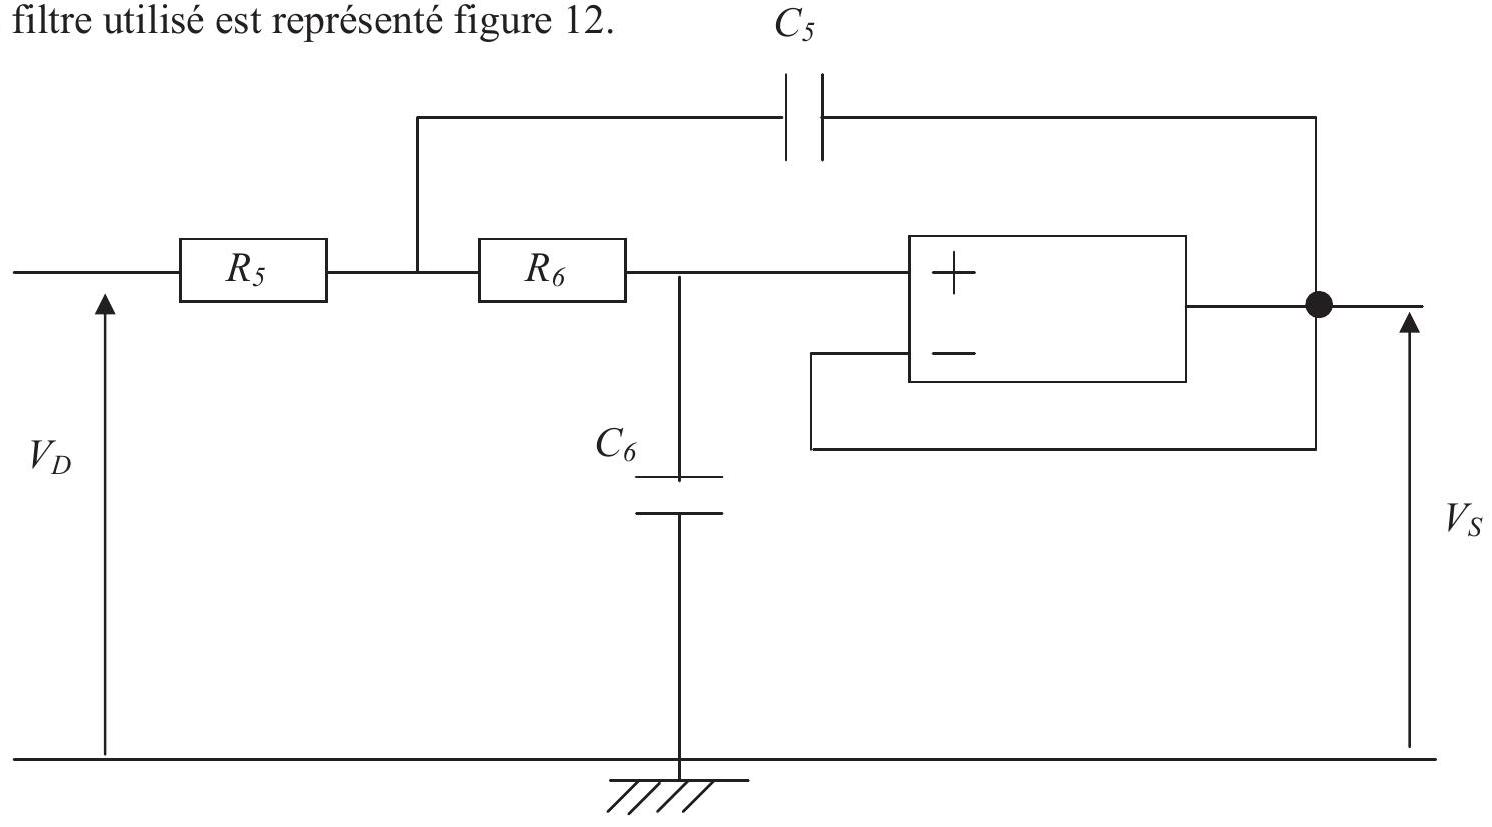 filtre utilisé est représenté figure 12.
C5
R5
R6
+
−
C6
VD
VS